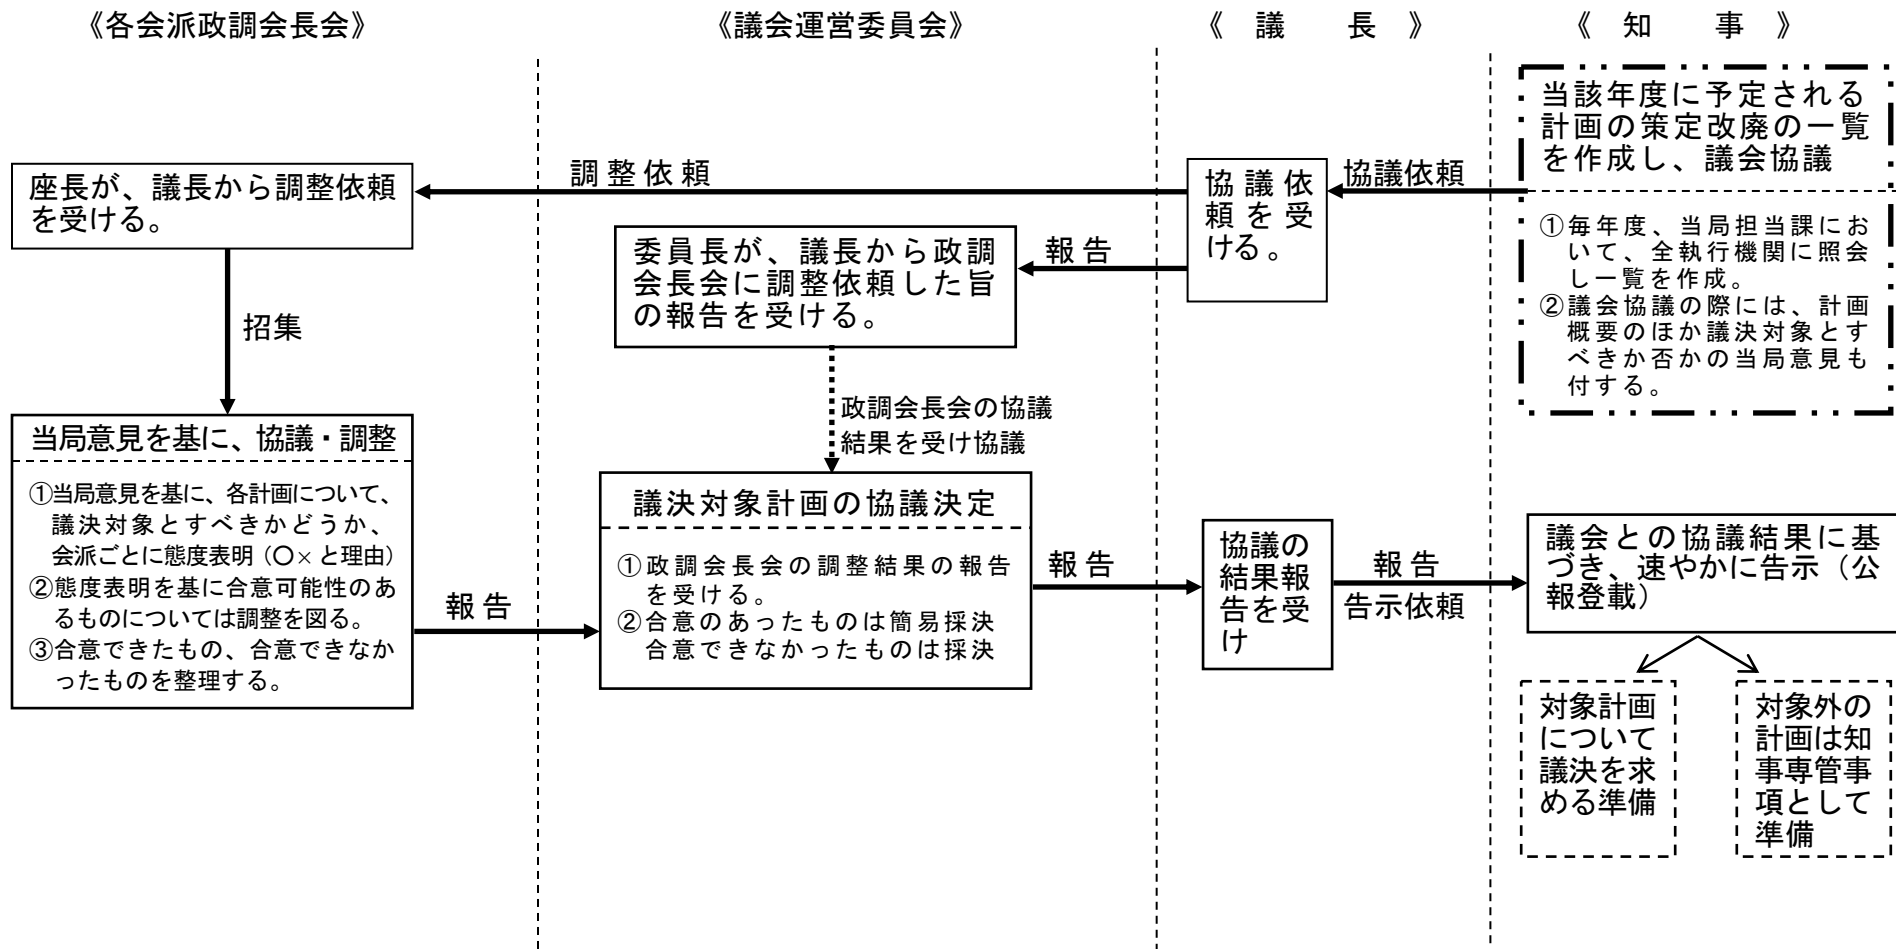 《各会派政調会長会》
《議会運営委員会》
《　議　　長　》
《　知　　事　》
当該年度に予定される
計画の策定改廃の一覧
を作成し、議会協議
①毎年度、当局担当課にお
いて、全執行機関に照会
し一覧を作成。
②議会協議の際には、計画
概要のほか議決対象とす
べきか否かの当局意見も
付する。
協議依頼
協議依
頼を受
ける。
調整依頼
座長が、議長から調整依頼
を受ける。
報告
委員長が、議長から政調
会長会に調整依頼した旨
の報告を受ける。
招集
政調会長会の協議
結果を受け協議
当局意見を基に、協議・調整
①当局意見を基に、各計画について、
議決対象とすべきかどうか、
会派ごとに態度表明（〇×と理由）
②態度表明を基に合意可能性のあ
るものについては調整を図る。
③合意できたもの、合意できなか
ったものを整理する。
報告
議決対象計画の協議決定
①政調会長会の調整結果の報告
を受ける。
②合意のあったものは簡易採決
合意できなかったものは採決
報告
協議の
結果報
告を受
け
報告
告示依頼
議会との協議結果に基
づき、速やかに告示（公
報登載）
対象計画
について
議決を求
める準備
対象外の
計画は知
事専管事
項として
準備